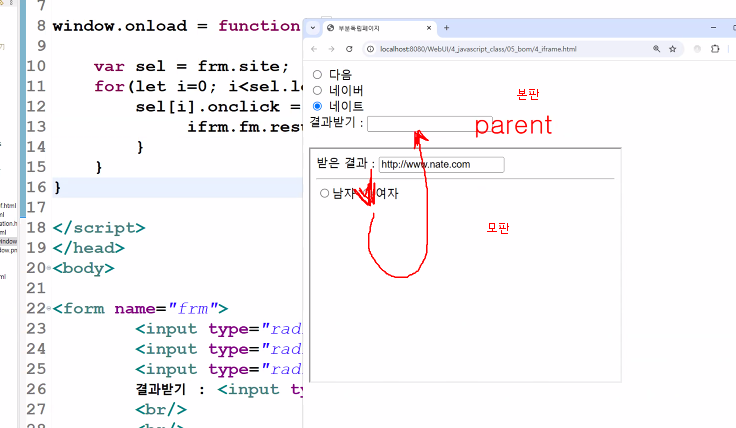 7
8 window.onload = function
9
10 var sel = frm.site;
11 for(let i=0; i<sel.le
12 sel[i].onclick =
13 ifrm.fm.resu
14 }
15 }
16 }
17
18 </script>
19 </head>
20 <body>
21
22 <form name="frm">
23 <input type="radi
24 <input type="radi
25 <input type="radi
26 결과받기 : <input ty
27 <br/>
28 <br/>
부분독립페이지
localhost:8080/WebUI/4_javascript_class/05_bom/4_iframe.html
다음
네이버
네이트
본판
결과받기 :
parent
받은 결과 : http://www.nate.com
남자 여자
모판